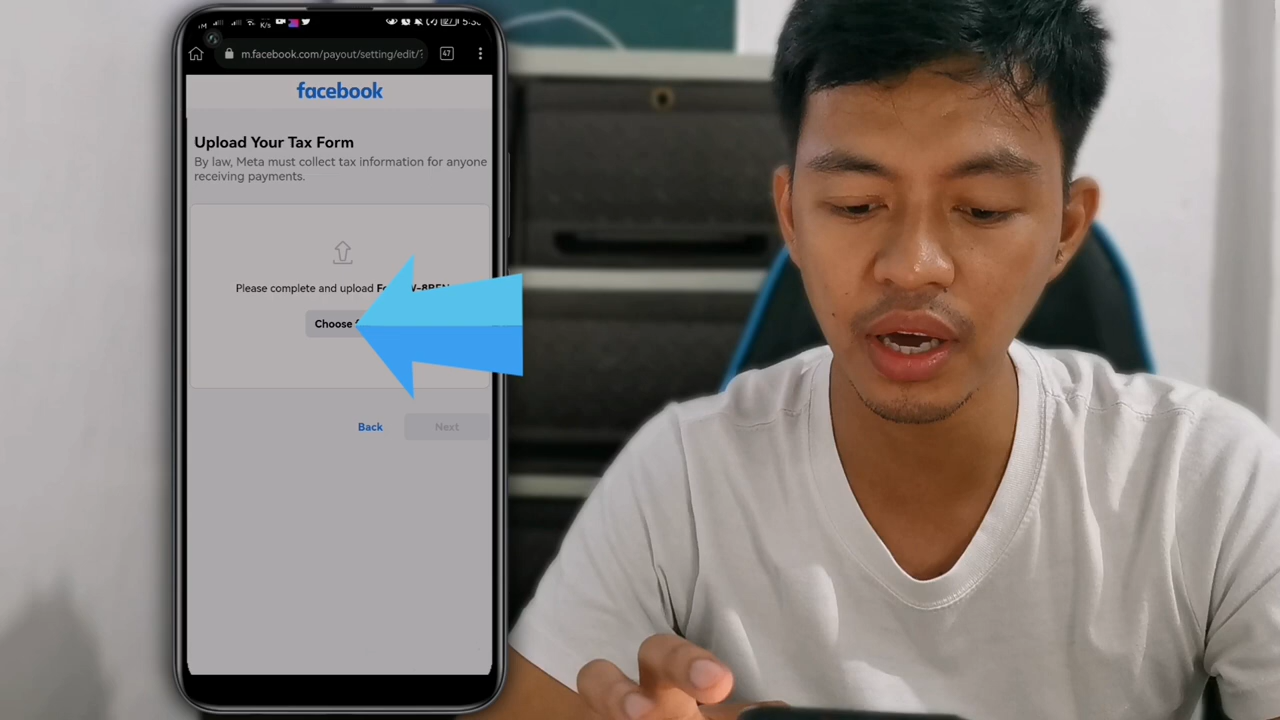 K/s
m.facebook.com/payout/setting/edit/?
47
facebook
Upload Your Tax Form
By law, Meta must collect tax information for anyone
receiving payments.
Please complete and upload
Choose
Back
Next